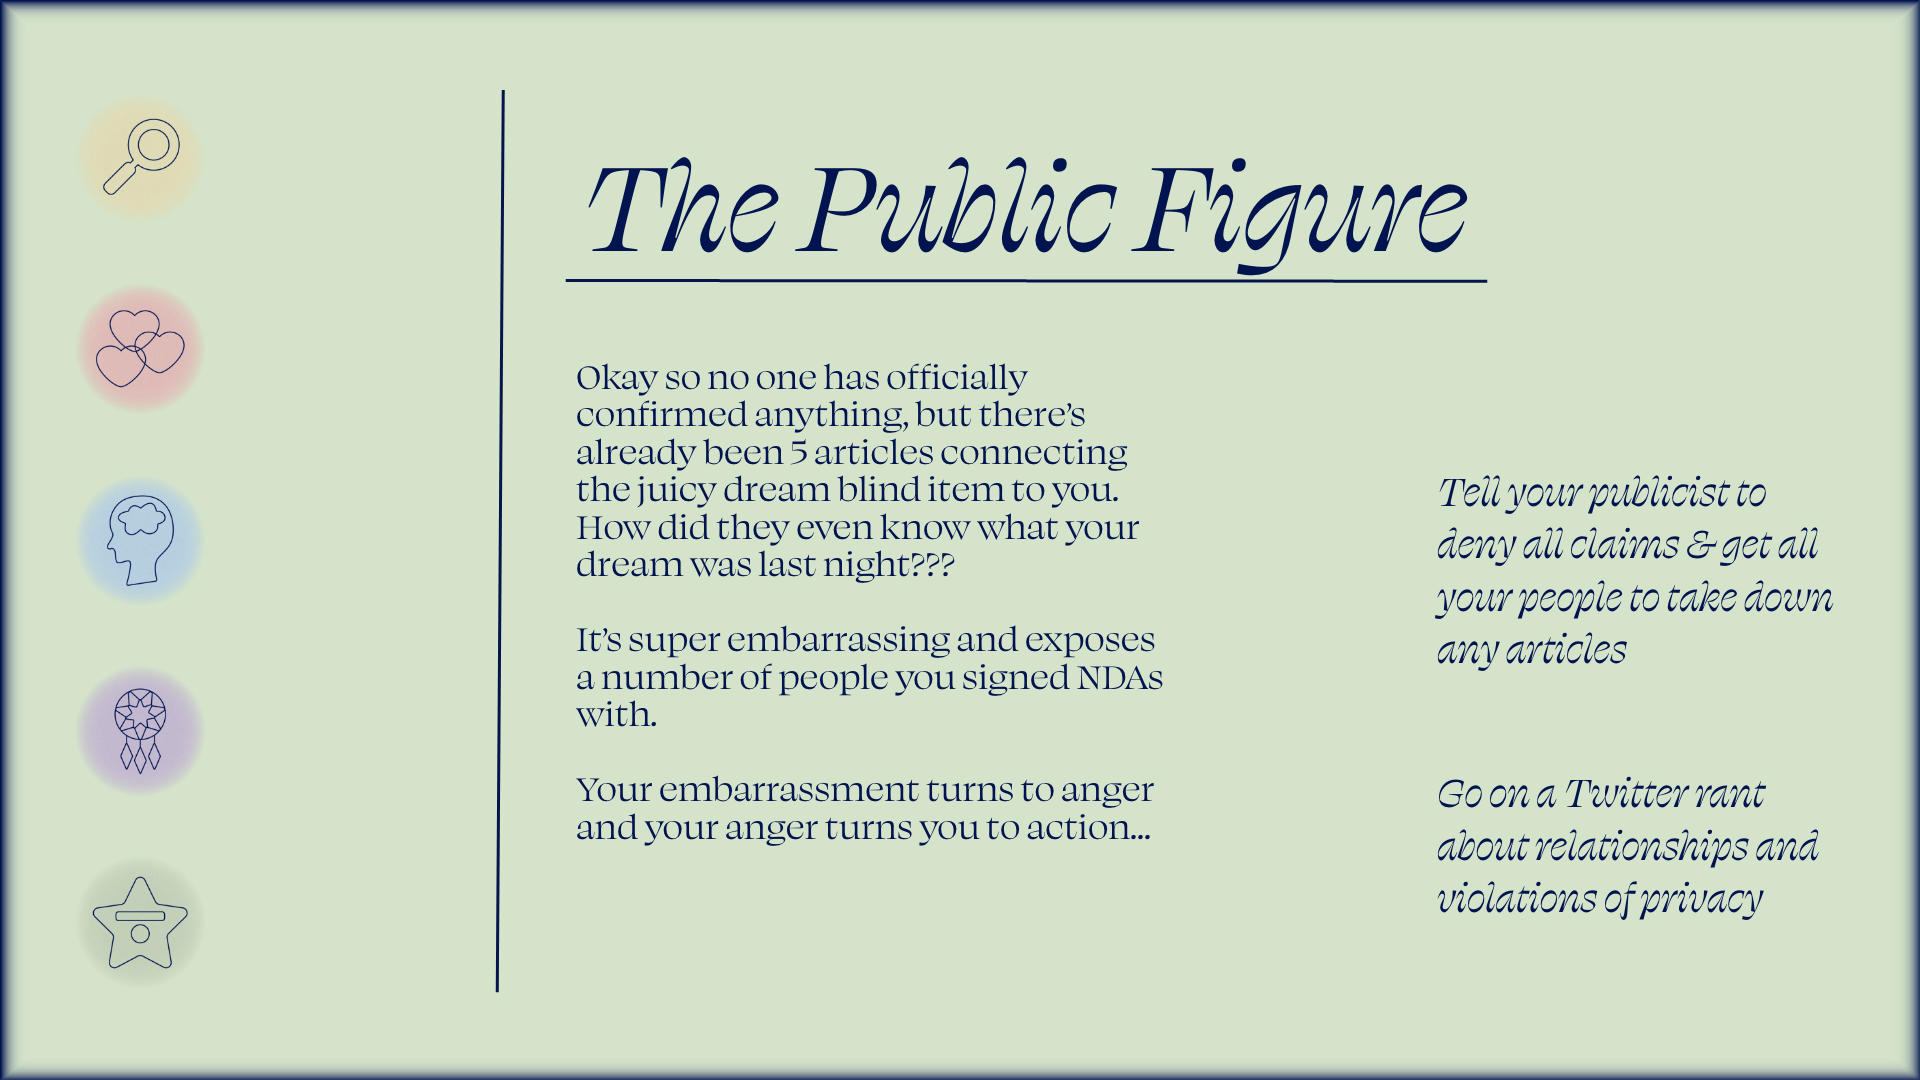 The Public Figure
Okay so no one has officially
confirmed anything, but there’s
already been 5 articles connecting
the juicy dream blind item to you.
How did they even know what your
dream was last night???
It’s super embarrassing and exposes
a number of people you signed NDAs
with.
Your embarrassment turns to anger
and your anger turns you to action...
Tell your publicist to
deny all claims & get all
your people to take down
any articles
Go on a Twitter rant
about relationships and
violations of privacy